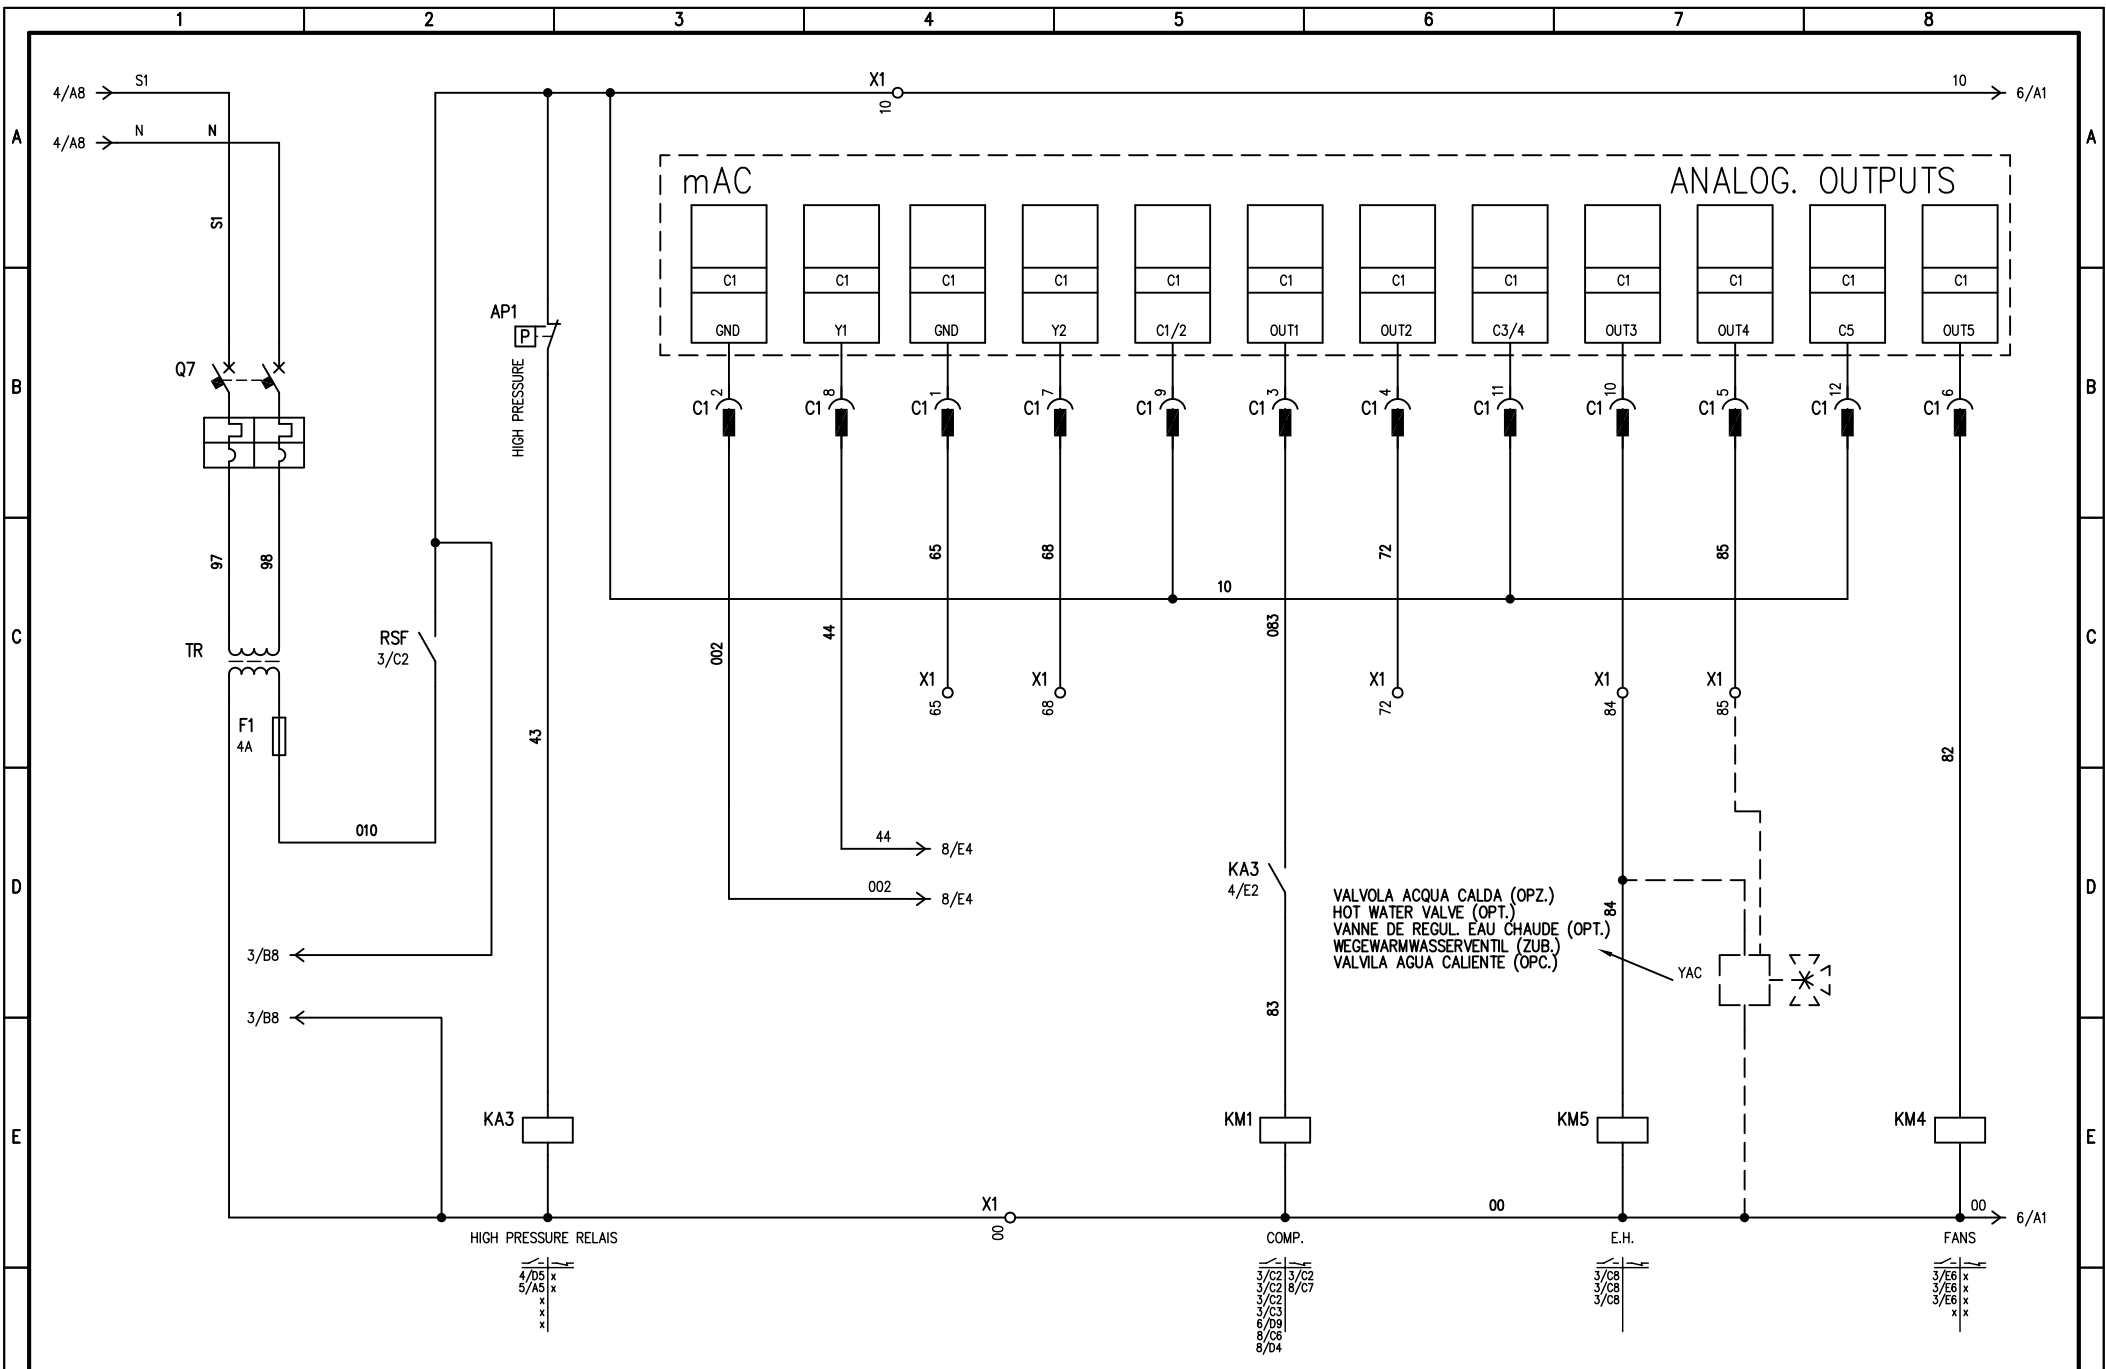 1 2 3 4 5 6 7 8
4/A8 S1 X1 10 6/A1
10
A 4/A8 N N A
mAC ANALOG. OUTPUTS
S1
C1 C1 C1 C1 C1 C1 C1 C1 C1 C1 C1 C1
AP1
P
GND Y1 GND Y2 C1/2 OUT1 OUT2 C3/4 OUT3 OUT4 C5 OUT5
HIGH PRESSURE
Q7
B B
2 8 1 7 9 3 4 11 10 5 12 6
C1 C1 C1 C1 C1 C1 C1 C1 C1 C1 C1 C1
97 98 65 68 72 85
10
C C
RSF
3/C2
TR
002 44 083
X1 X1 X1 X1 X1
65 68 72 84 85
F1
4A
43 82
010
44 8/E4
002 8/E4
D D
KA3
4/E2
VALVOLA ACQUA CALDA (OPZ.)
HOT WATER VALVE (OPT.)
VANNE DE REGUL. EAU CHAUDE (OPT.)
WEGEWARMWASSERVENTIL (ZUB.)
VALVILA AGUA CALIENTE (OPC.)
84
YAC
3/B8
83
3/B8
E KA3 KM1 KM5 KM4 E
X1 00 00 6/A1
00
HIGH PRESSURE RELAIS COMP. E.H. FANS
4/D5 x
5/A5 x
x
x
x
3/C2 3/C2
3/C2 8/C7
3/C2
3/C3
6/D9
8/C6
8/D4
3/C8
3/C8
3/C8
3/E6 x
3/E6 x
3/E6 x
x x